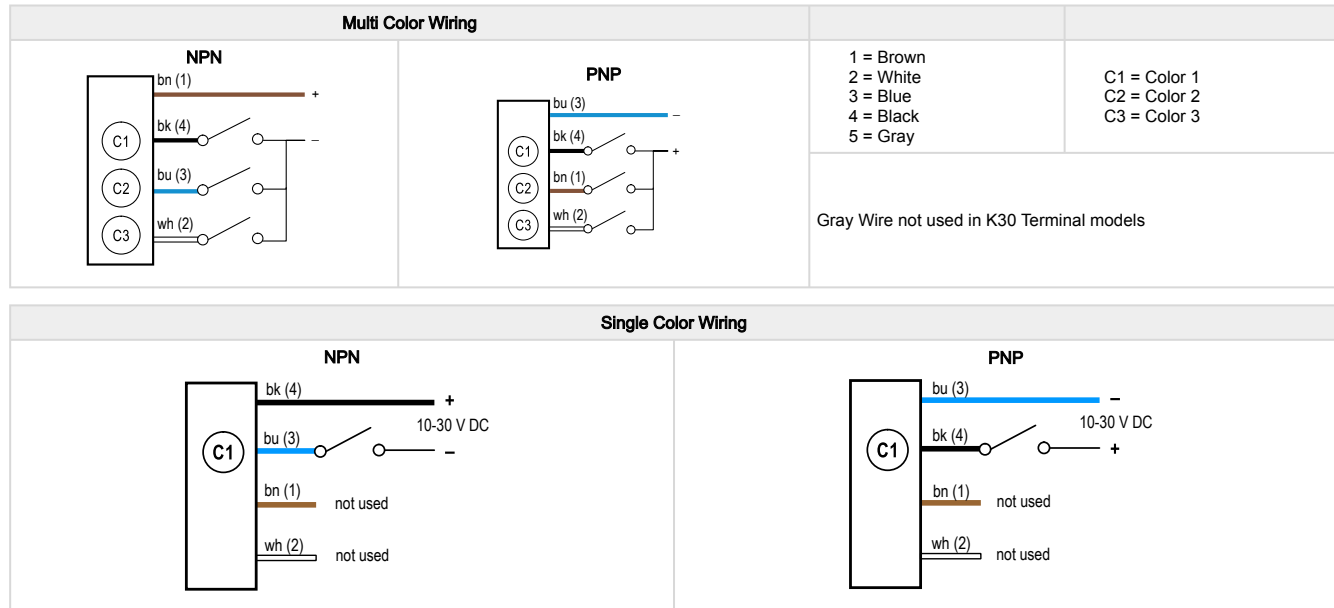 Multi Color Wiring
NPN
bn (1)
+
C1
bk (4)
–
C2
bu (3)
C3
wh (2)
PNP
bu (3)
–
C1
bk (4)
+
C2
bn (1)
C3
wh (2)
1 = Brown
2 = White
3 = Blue
4 = Black
5 = Gray
C1 = Color 1
C2 = Color 2
C3 = Color 3
Gray Wire not used in K30 Terminal models
Single Color Wiring
NPN
bk (4)
+
10-30 V DC
C1
bu (3)
–
bn (1)
not used
wh (2)
not used
PNP
bu (3)
–
10-30 V DC
C1
bk (4)
+
bn (1)
not used
wh (2)
not used